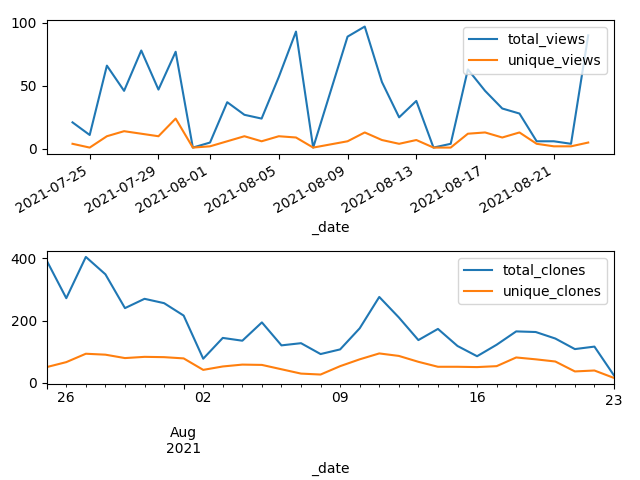 100
50
0
total_views
unique_views
2021-07-25
2021-07-29
2021-08-01
2021-08-05
2021-08-09
2021-08-13
2021-08-17
2021-08-21
_date
400
200
0
total_clones
unique_clones
26 02 09 16 23
Aug
2021
_date